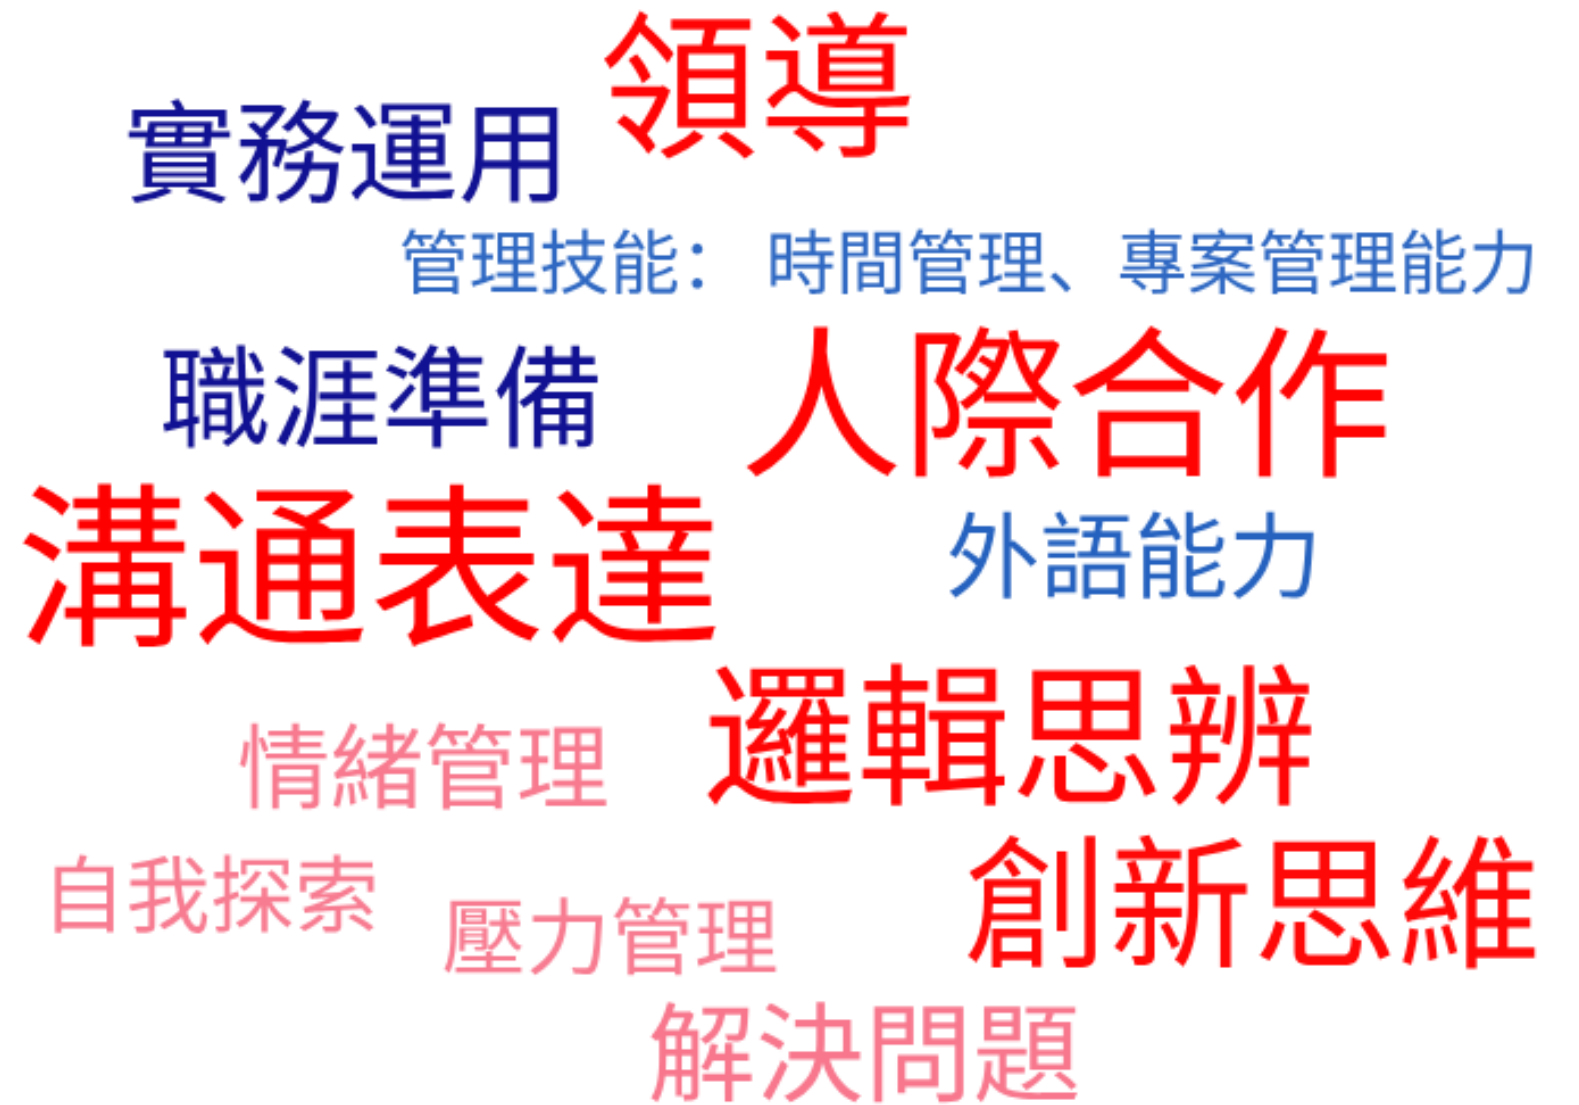 領導
實務運用
管理技能： 時間管理、專案管理能力
職涯準備
人際合作
溝通表達
外語能力
邏輯思辨
情緒管理
創新思維
自我探索
壓力管理
解決問題